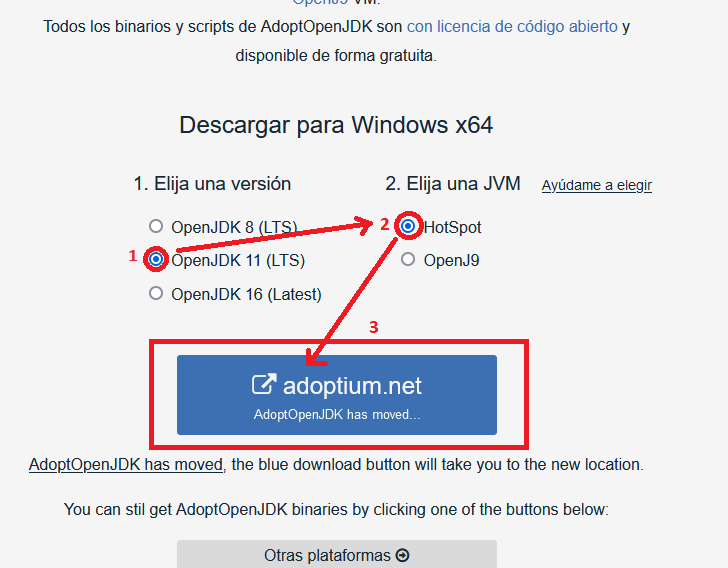 OpenJ9 VM.
Todos los binarios y scripts de AdoptOpenJDK son con licencia de código abierto y
disponible de forma gratuita.
Descargar para Windows x64
1. Elija una versión
2. Elija una JVM Ayúdame a elegir
OpenJDK 8 (LTS)
1 OpenJDK 11 (LTS)
OpenJDK 16 (Latest)
2 HotSpot
OpenJ9
3
adoptium.net
AdoptOpenJDK has moved...
AdoptOpenJDK has moved, the blue download button will take you to the new location.
You can stil get AdoptOpenJDK binaries by clicking one of the buttons below:
Otras plataformas